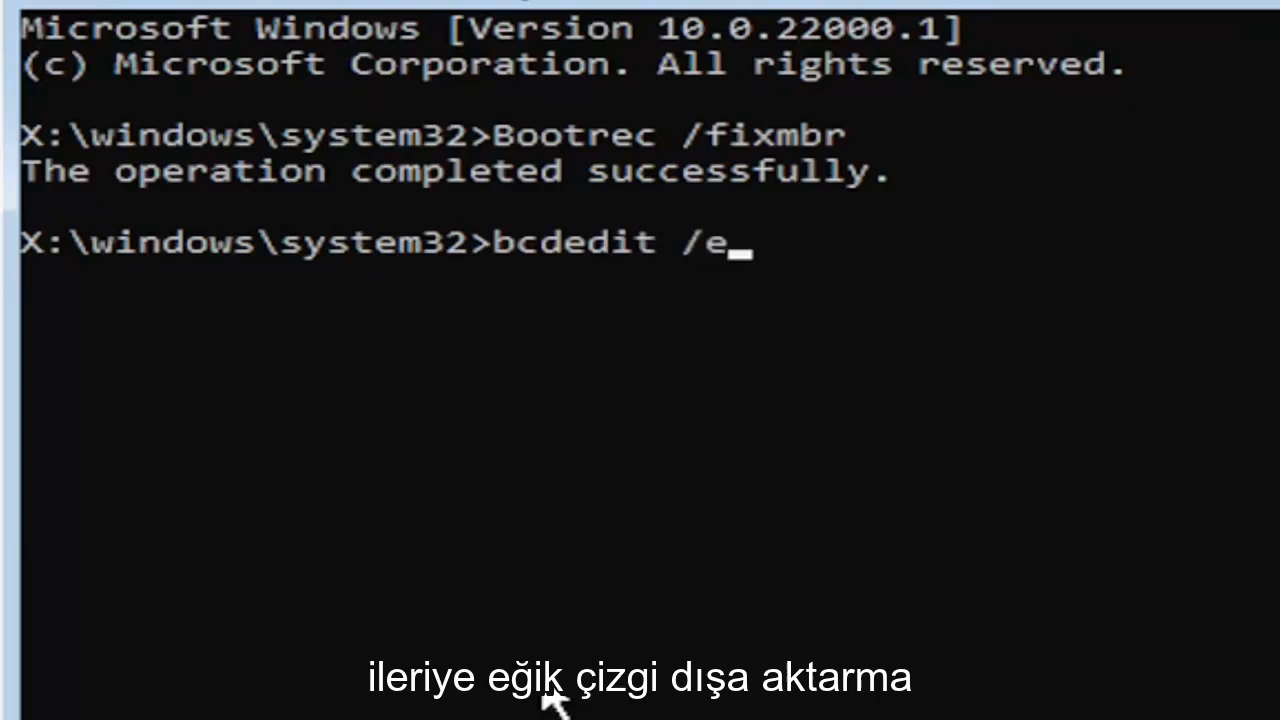 Microsoft Windows [Version 10.0.22000.1]
(c) Microsoft Corporation. All rights reserved.
X:\windows\system32>Bootrec /fixmbr
The operation completed successfully.
X:\windows\system32>bcdedit /e
ileriye eğik çizgi dışa aktarma